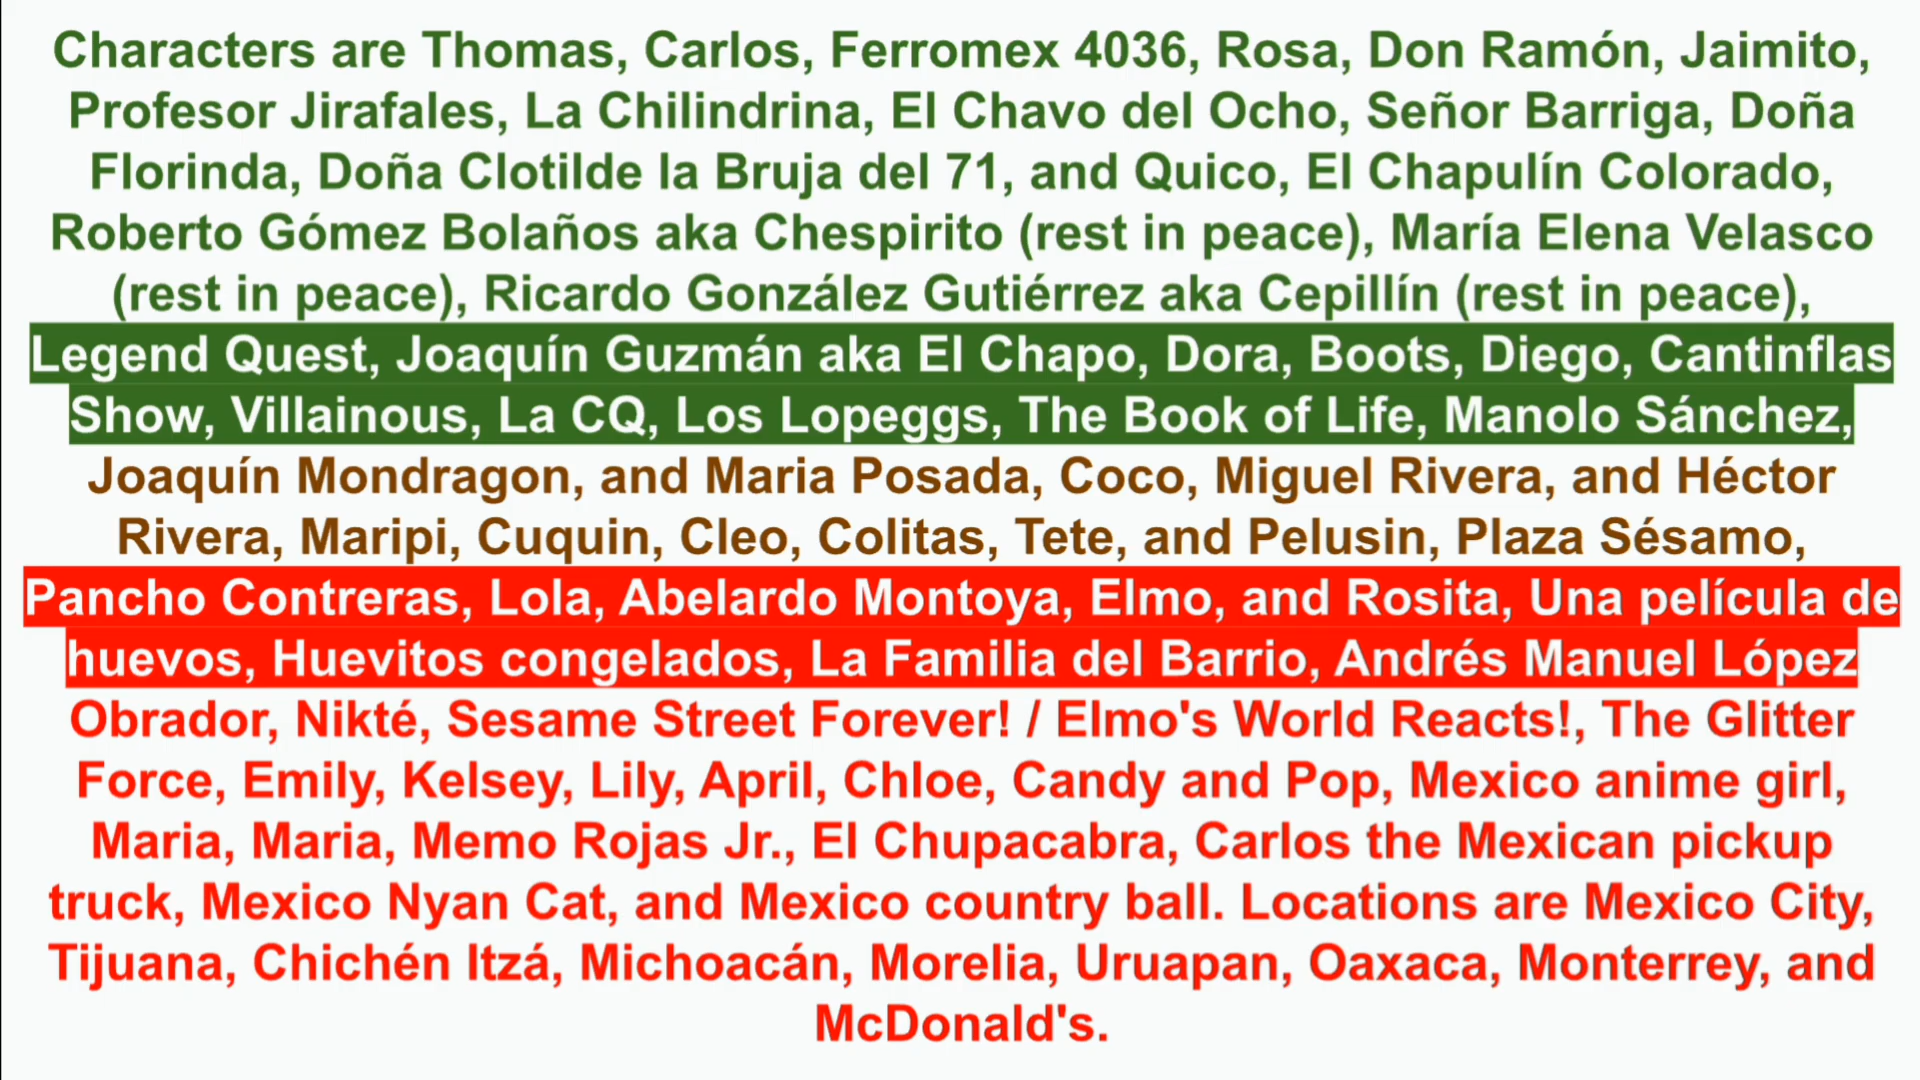 Characters are Thomas, Carlos, Ferromex 4036, Rosa, Don Ramón, Jaimito,
Profesor Jirafales, La Chilindrina, El Chavo del Ocho, Señor Barriga, Doña
Florinda, Doña Clotilde la Bruja del 71, and Quico, El Chapulín Colorado,
Roberto Gómez Bolaños aka Chespirito (rest in peace), María Elena Velasco
(rest in peace), Ricardo González Gutiérrez aka Cepillín (rest in peace),
Legend Quest, Joaquín Guzmán aka El Chapo, Dora, Boots, Diego, Cantinflas
Show, Villainous, La CQ, Los Lopeggs, The Book of Life, Manolo Sánchez,
Joaquín Mondragon, and Maria Posada, Coco, Miguel Rivera, and Héctor
Rivera, Maripi, Cuquin, Cleo, Colitas, Tete, and Pelusin, Plaza Sésamo,
Pancho Contreras, Lola, Abelardo Montoya, Elmo, and Rosita, Una película de
huevos, Huevitos congelados, La Familia del Barrio, Andrés Manuel López
Obrador, Nikté, Sesame Street Forever! / Elmo's World Reacts!, The Glitter
Force, Emily, Kelsey, Lily, April, Chloe, Candy and Pop, Mexico anime girl,
Maria, Maria, Memo Rojas Jr., El Chupacabra, Carlos the Mexican pickup
truck, Mexico Nyan Cat, and Mexico country ball. Locations are Mexico City,
Tijuana, Chichén Itzá, Michoacán, Morelia, Uruapan, Oaxaca, Monterrey, and
McDonald's.